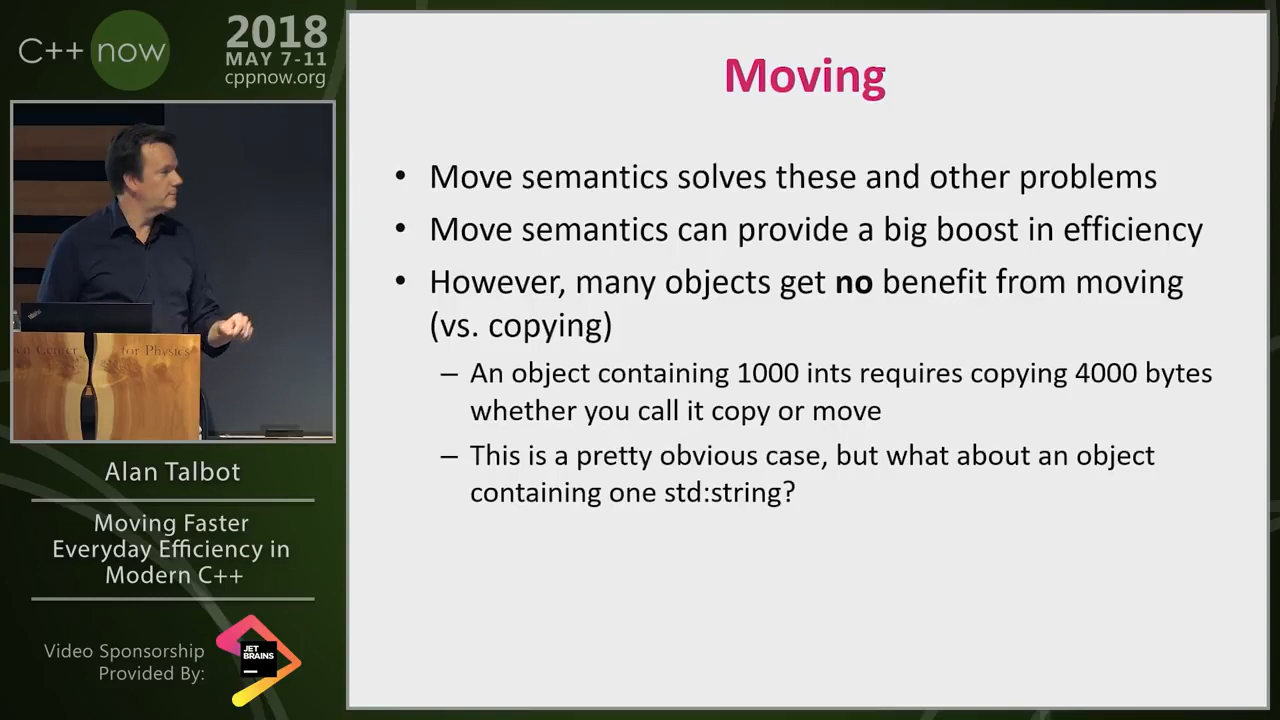 C++ now
2018
MAY 7-11
cppnow.org
Center
for Physics
Alan Talbot
Moving Faster
Everyday Efficiency in
Modern C++
Video Sponsorship
Provided By:
JET
BRAINS
Moving
• Move semantics solves these and other problems
• Move semantics can provide a big boost in efficiency
• However, many objects get no benefit from moving
(vs. copying)
– An object containing 1000 ints requires copying 4000 bytes
whether you call it copy or move
– This is a pretty obvious case, but what about an object
containing one std:string?